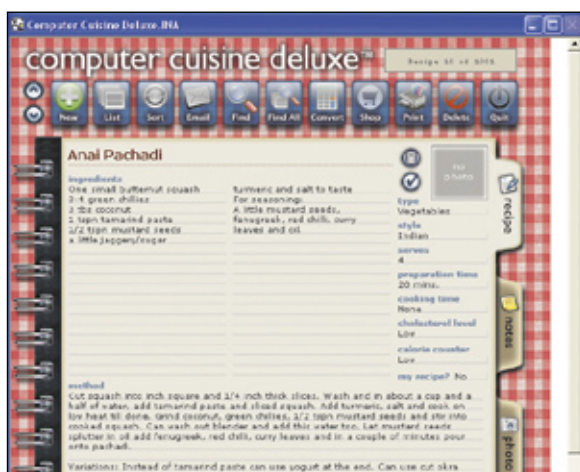 Computer Cuisine Deluxe.INA
computer cuisine deluxe™
Recipe of
New List Sort Email Find Find All Convert Shop Print Delete Quit
Anai Pachadi
ingredients
One small butternut squash
3-4 green chillies
3 tbs coconut
1 tspn tamarind paste
1/2 tspn mustard seeds
a little jaggery/sugar
turmeric and salt to taste
For seasoning:
A little mustard seeds,
fenugreek, red chilli, curry
leaves and oil
no
photo
type
Vegetables
style
Indian
serves
4
preparation time
20 mins.
cooking time
None
cholesterol level
Low
calorie counter
Low
my recipe? No
recipe
notes
photo
method
Cut squash into inch square and 1/4 inch thick slices. Wash and in about a cup and a
half of water, add tamarind paste and sliced squash. Add turmeric, salt and cook on
low heat till done. Grind coconut, green chillies, 1/2 tspn mustard seeds and stir into
cooked squash. Can wash out blender and add this water too. Let mustard seeds
splutter in oil add fenugreek, red chilli, curry leaves and in a couple of minutes pour
onto pachadi.
Variations: Instead of tamarind paste can use yogurt at the end. Can use